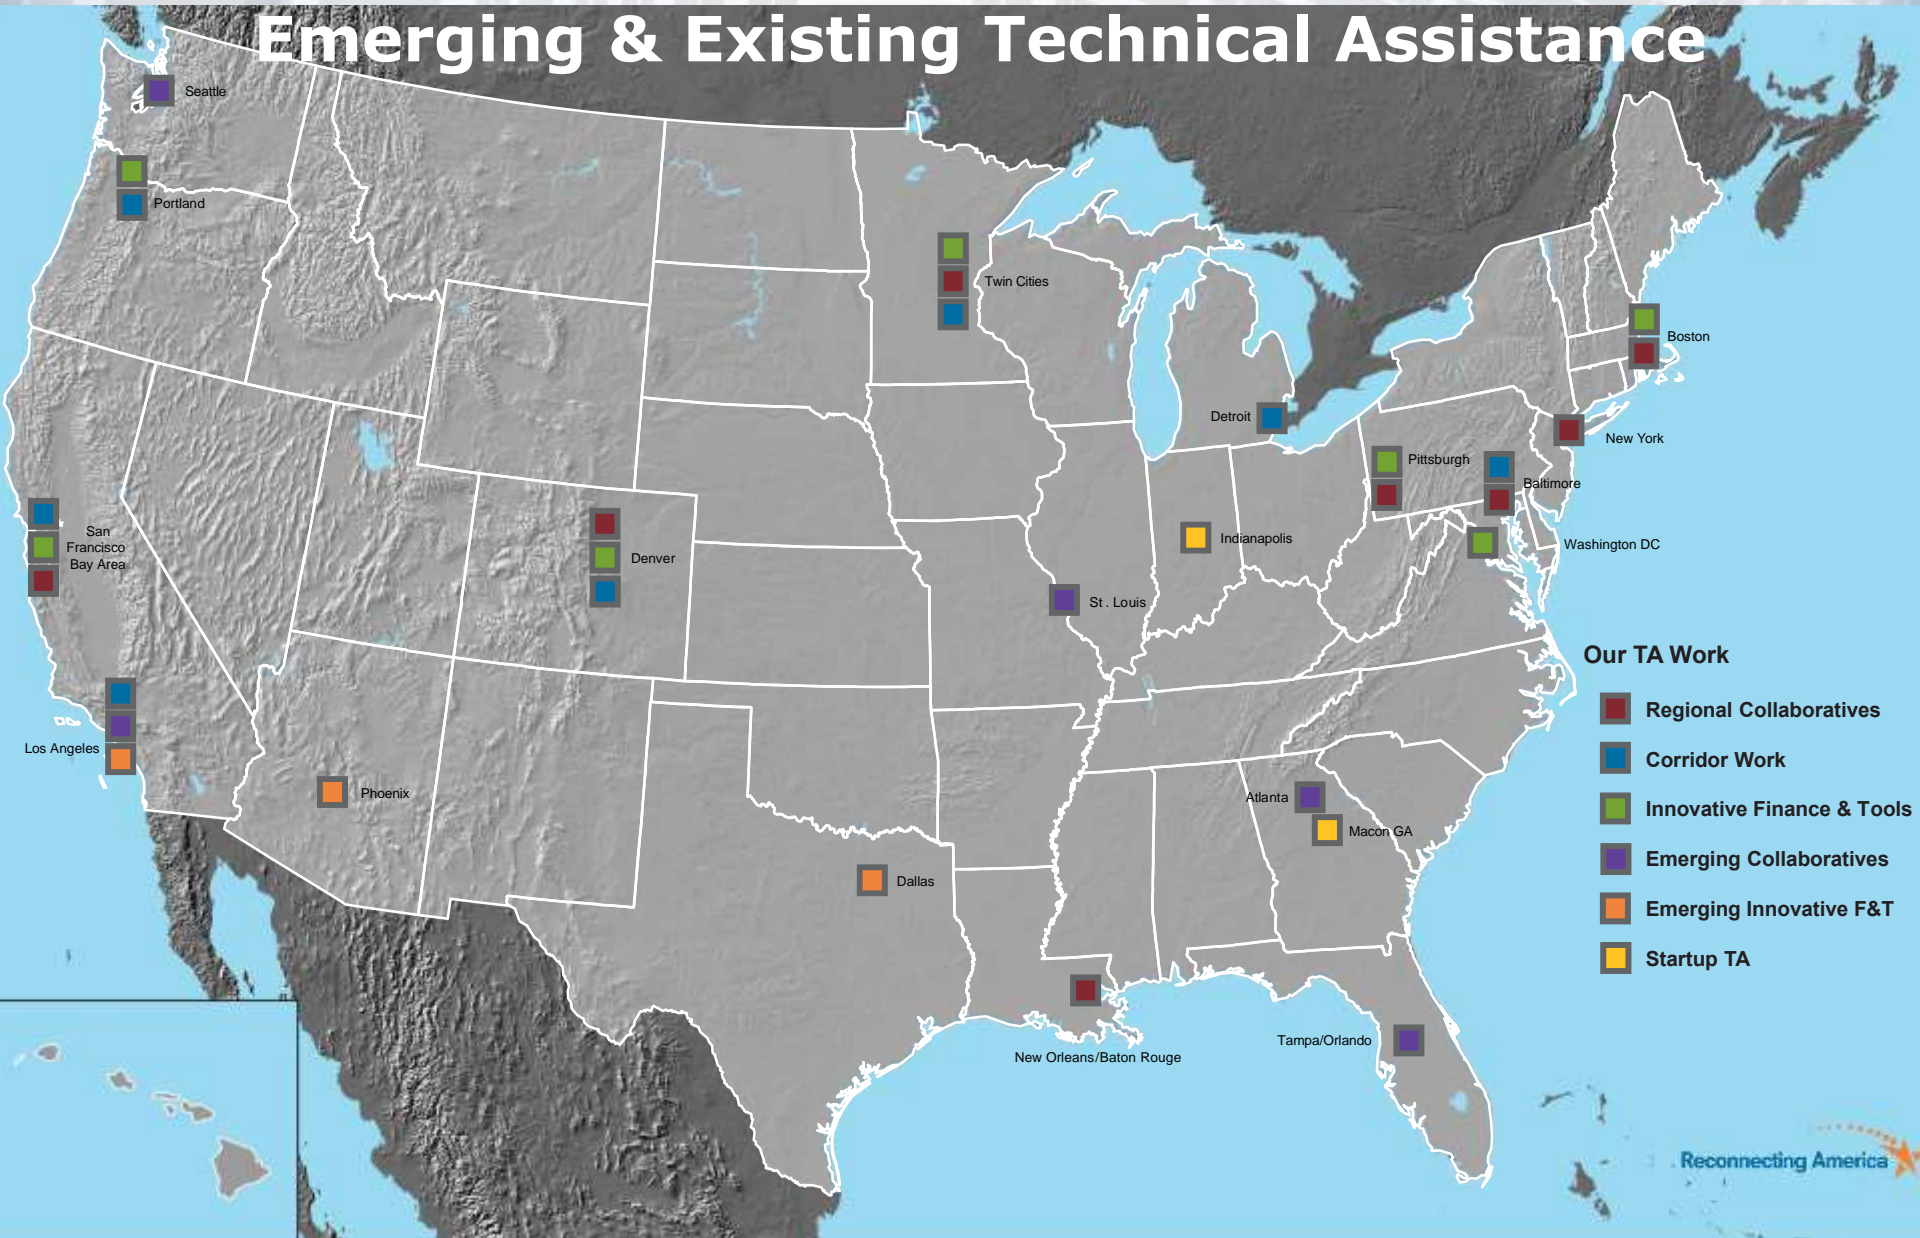 Emerging & Existing Technical Assistance
Seattle
Portland
Twin Cities
Boston
Detroit
New York
Pittsburgh
Baltimore
San
Francisco
Bay Area
Denver
Indianapolis
Washington DC
St . Louis
Los Angeles
Phoenix
Atlanta
Macon GA
Dallas
New Orleans/Baton Rouge
Tampa/Orlando
Our TA Work
Regional Collaboratives
Corridor Work
Innovative Finance & Tools
Emerging Collaboratives
Emerging Innovative F&T
Startup TA
Reconnecting America